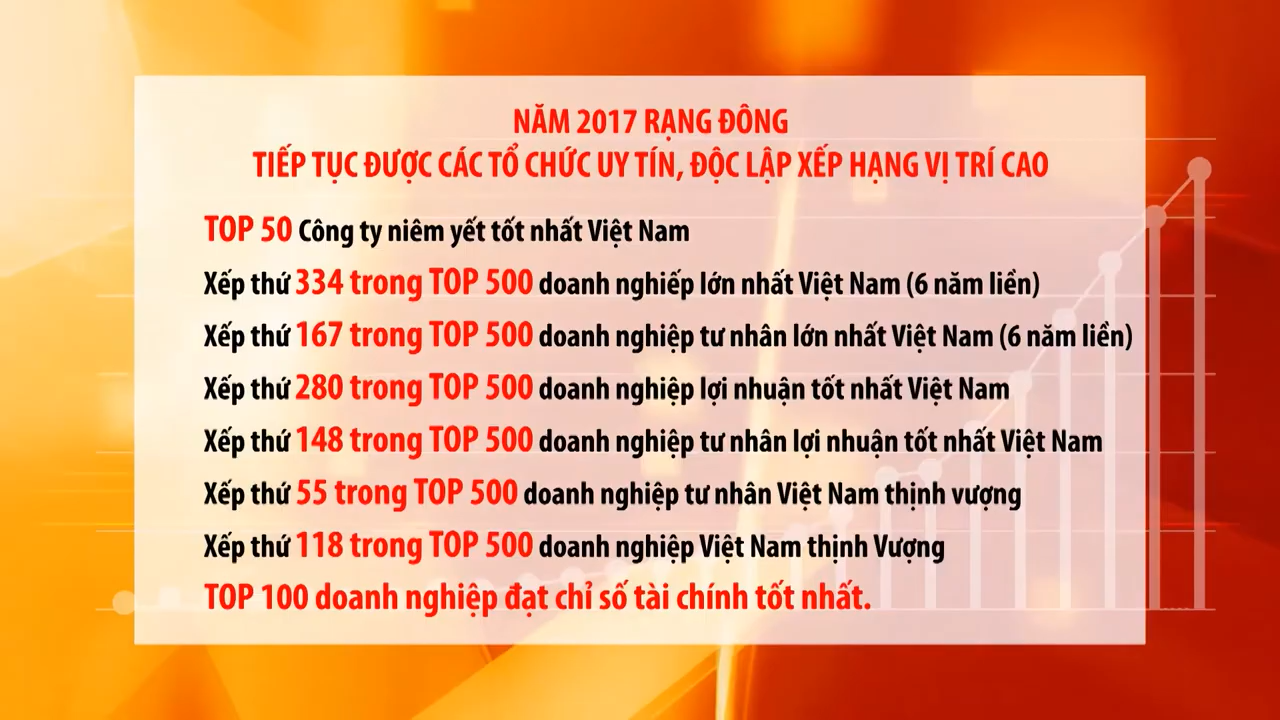 NĂM 2017 RẠNG ĐÔNG
TIẾP TỤC ĐƯỢC CÁC TỔ CHỨC UY TÍN, ĐỘC LẬP XẾP HẠNG VỊ TRÍ CAO
TOP 50 Công ty niêm yết tốt nhất Việt Nam
Xếp thứ 334 trong TOP 500 doanh nghiếp lớn nhất Việt Nam (6 năm liền)
Xếp thứ 167 trong TOP 500 doanh nghiệp tư nhân lớn nhất Việt Nam (6 năm liền)
Xếp thứ 280 trong TOP 500 doanh nghiệp lợi nhuận tốt nhất Việt Nam
Xếp thứ 148 trong TOP 500 doanh nghiệp tư nhân lợi nhuận tốt nhất Việt Nam
Xếp thứ 55 trong TOP 500 doanh nghiệp tư nhân Việt Nam thịnh vượng
Xếp thứ 118 trong TOP 500 doanh nghiệp Việt Nam thịnh Vượng
TOP 100 doanh nghiệp đạt chỉ số tài chính tốt nhất.